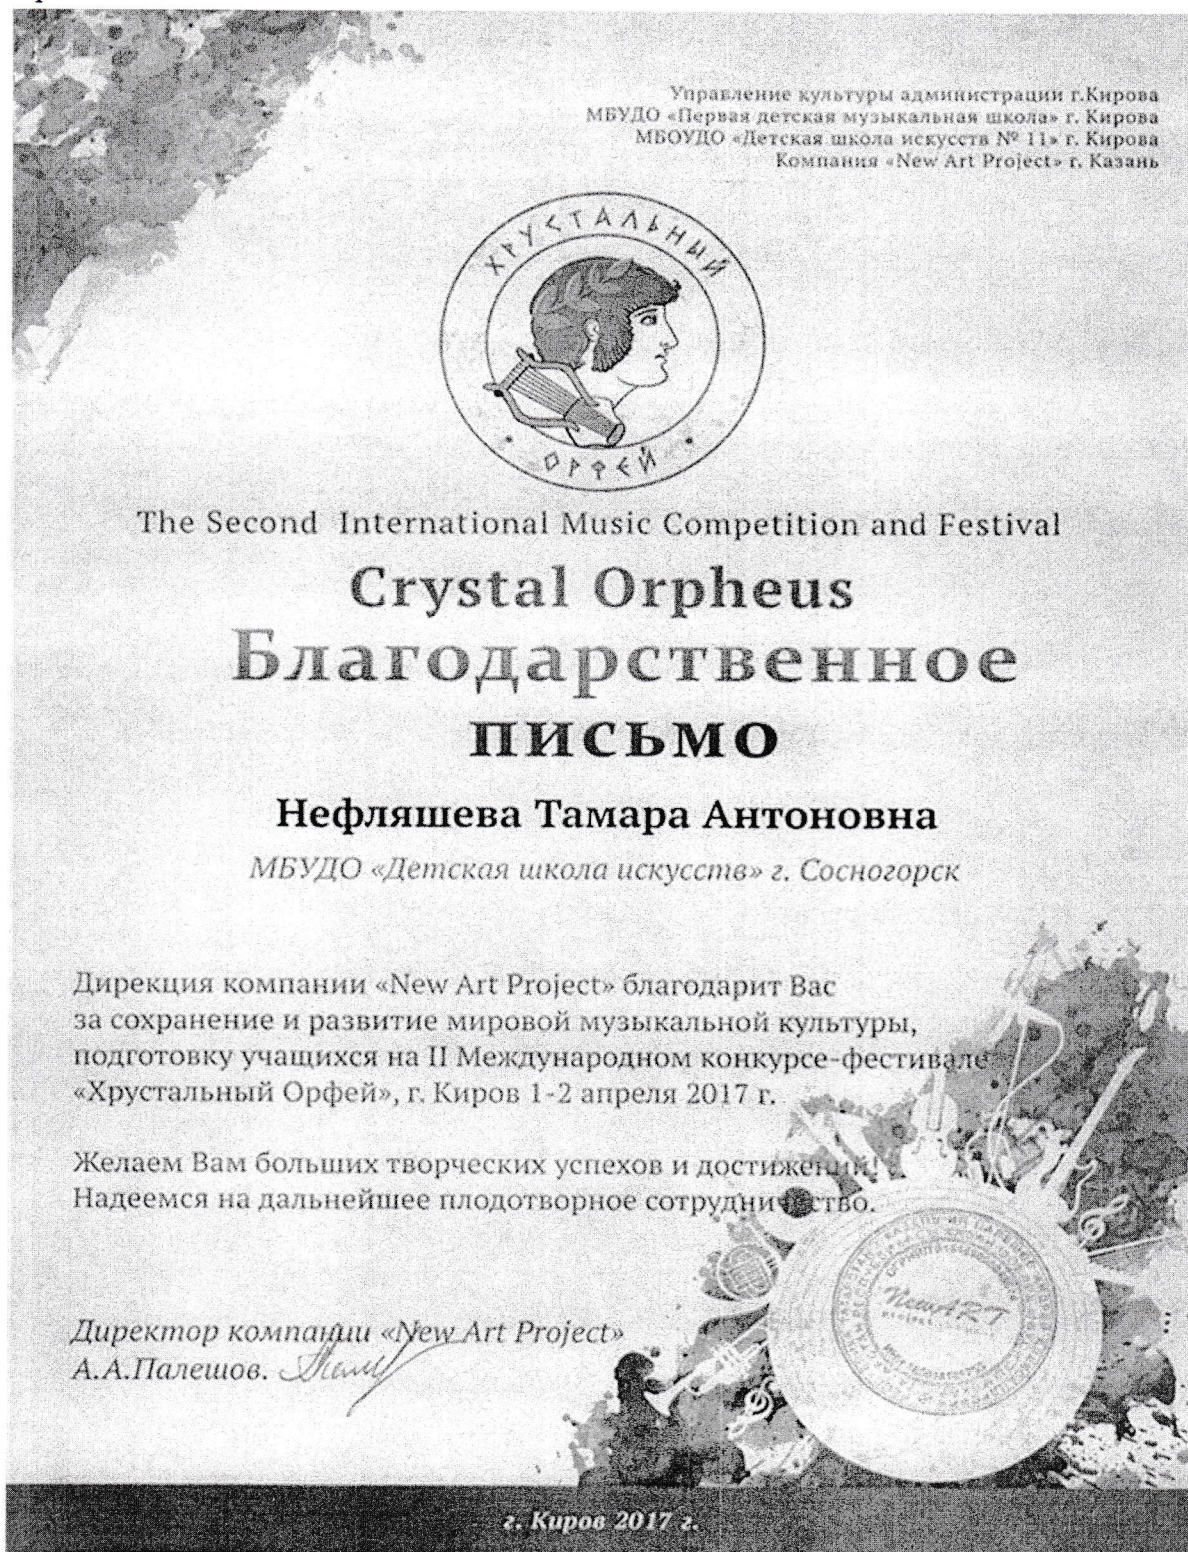 Управление культуры администрации г.Кирова
МБУДО «Первая детская музыкальная школа» г. Кирова
МБОУДО «Детская школа искусств № 11» г. Кирова
Компания «New Art Project» г. Казань
ХРУСТАЛЬНЫЙ
ОРФЕЙ
The Second International Music Competition and Festival
Crystal Orpheus
Благодарственное
письмо
Нефляшева Тамара Антоновна
МБУДО «Детская школа искусств» г. Сосногорск
Дирекция компании «New Art Project» благодарит Вас
за сохранение и развитие мировой музыкальной культуры,
подготовку учащихся на II Международном конкурсе-фестивале
«Хрустальный Орфей», г. Киров 1-2 апреля 2017 г.
Желаем Вам больших творческих успехов и достижений!
Надеемся на дальнейшее плодотворное сотрудничество.
Директор компании «New Art Project»
А.А.Палешов.
NewART
г. Киров 2017 г.